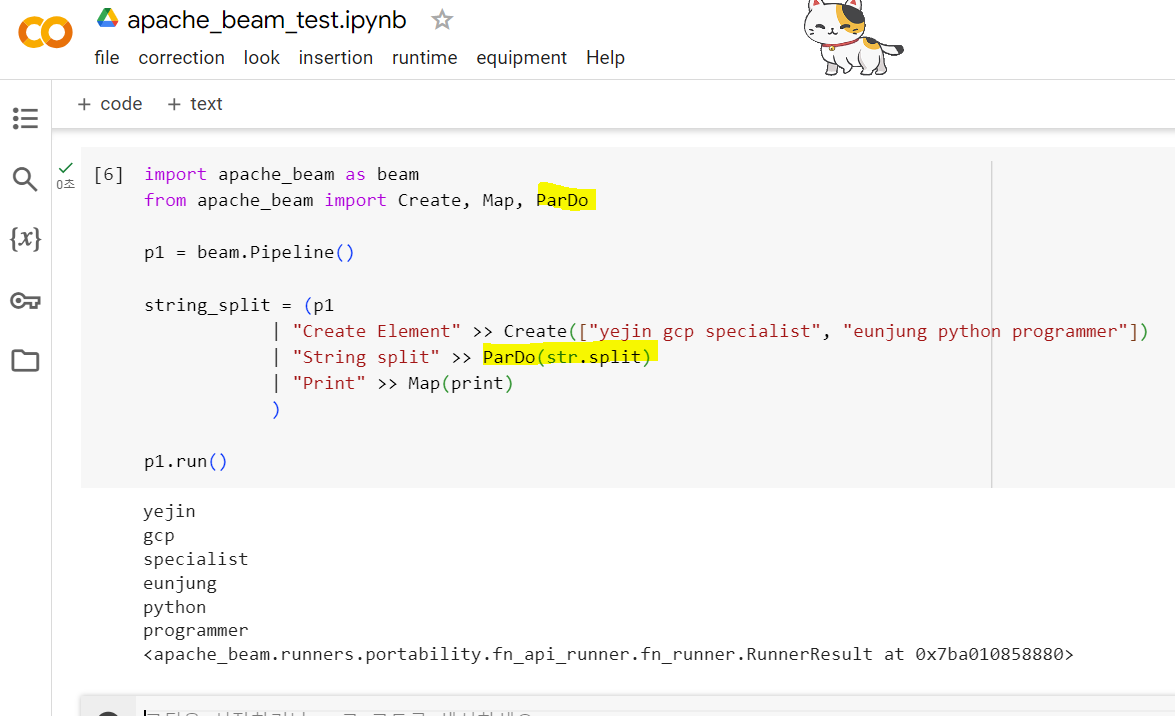 apache_beam_test.ipynb
file correction look insertion runtime equipment Help
+ code + text
[6] import apache_beam as beam
0초
from apache_beam import Create, Map, ParDo
p1 = beam.Pipeline()
string_split = (p1
| "Create Element" >> Create(["yejin gcp specialist", "eunjung python programmer"])
| "String split" >> ParDo(str.split)
| "Print" >> Map(print)
)
p1.run()
yejin
gcp
specialist
eunjung
python
programmer
<apache_beam.runners.portability.fn_api_runner.fn_runner.RunnerResult at 0x7ba010858880>